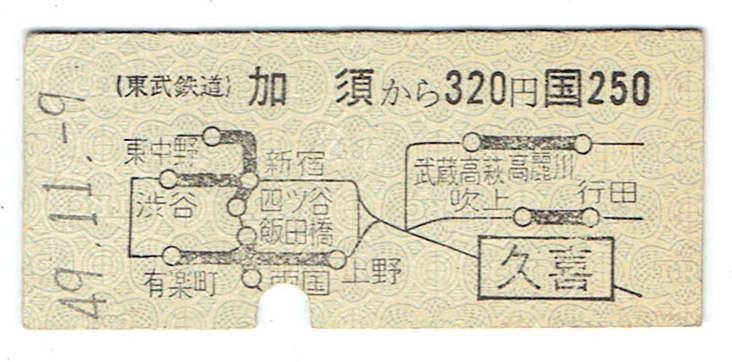 (東武鉄道) 加須から320円国250
49.11.-9
東中野
新宿
渋谷
四ツ谷
飯田橋
有楽町
両国
上野
武蔵高萩
高麗川
吹上
行田
久喜